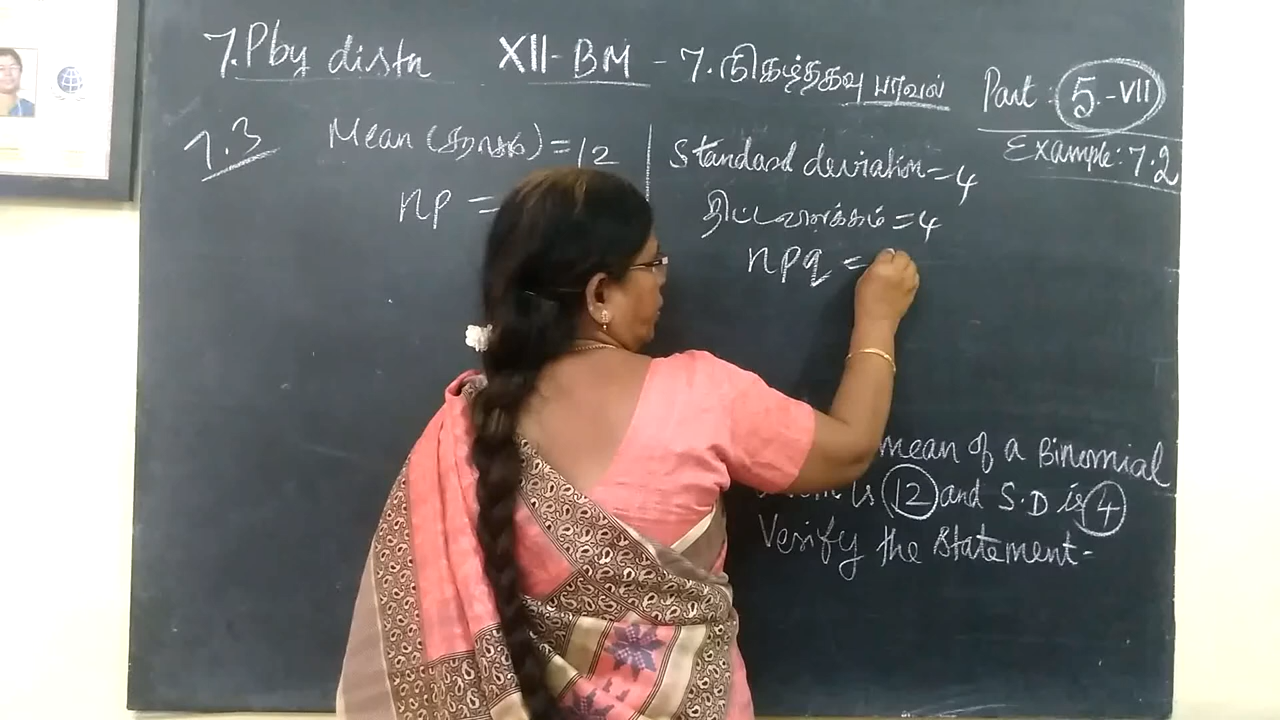 7. Pby distn XII - BM - 7. நிகழ்தகவு பரவல்
Part : 5 - VII
Example: 7.2
7.3
Mean (சராசரி) = 12
np =
Standard deviation = 4
திட்டவிலக்கம் = 4
npq =
mean of a Binomial
is 12 and S.D is 4
Verify the statement -